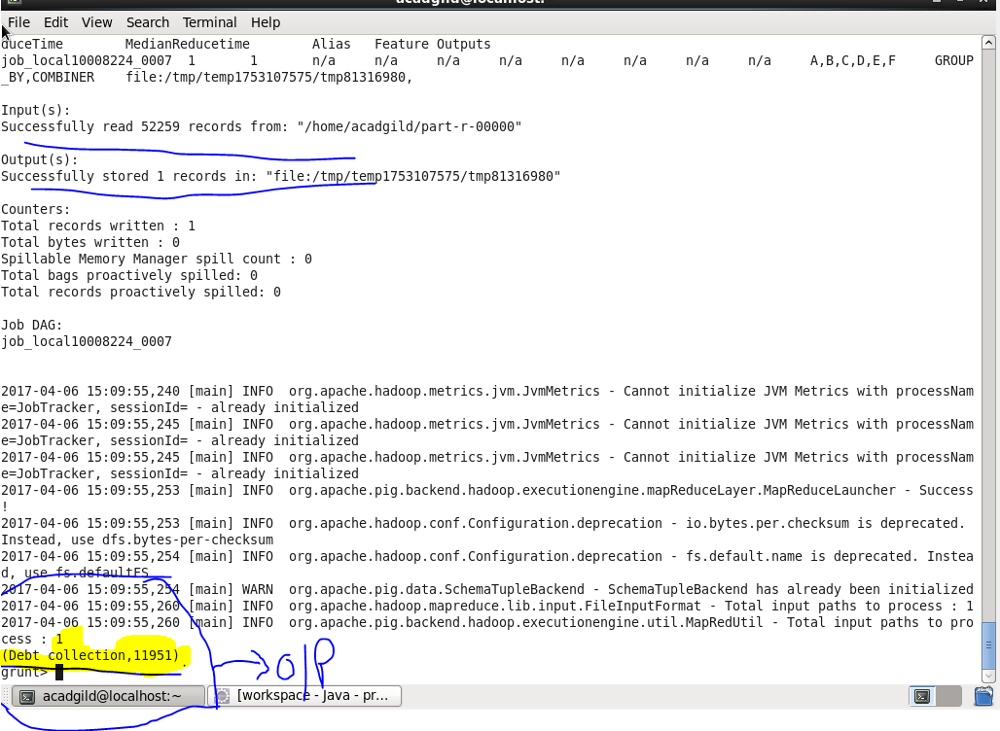 acadgild@localhost:
File Edit View Search Terminal Help
duceTime MedianReducetime Alias Feature Outputs
job_local10008224_0007 1 1 n/a n/a n/a n/a n/a n/a n/a n/a A,B,C,D,E,F GROUP
_BY,COMBINER file:/tmp/temp1753107575/tmp81316980,
Input(s):
Successfully read 52259 records from: "/home/acadgild/part-r-00000"
Output(s):
Successfully stored 1 records in: "file:/tmp/temp1753107575/tmp81316980"
Counters:
Total records written : 1
Total bytes written : 0
Spillable Memory Manager spill count : 0
Total bags proactively spilled: 0
Total records proactively spilled: 0
Job DAG:
job_local10008224_0007
2017-04-06 15:09:55,240 [main] INFO org.apache.hadoop.metrics.jvm.JvmMetrics - Cannot initialize JVM Metrics with processNam
e=JobTracker, sessionId= - already initialized
2017-04-06 15:09:55,245 [main] INFO org.apache.hadoop.metrics.jvm.JvmMetrics - Cannot initialize JVM Metrics with processNam
e=JobTracker, sessionId= - already initialized
2017-04-06 15:09:55,245 [main] INFO org.apache.hadoop.metrics.jvm.JvmMetrics - Cannot initialize JVM Metrics with processNam
e=JobTracker, sessionId= - already initialized
2017-04-06 15:09:55,253 [main] INFO org.apache.pig.backend.hadoop.executionengine.mapReduceLayer.MapReduceLauncher - Success
!
2017-04-06 15:09:55,253 [main] INFO org.apache.hadoop.conf.Configuration.deprecation - io.bytes.per.checksum is deprecated.
Instead, use dfs.bytes-per-checksum
2017-04-06 15:09:55,254 [main] INFO org.apache.hadoop.conf.Configuration.deprecation - fs.default.name is deprecated. Instea
d, use fs.defaultFS
2017-04-06 15:09:55,254 [main] WARN org.apache.pig.data.SchemaTupleBackend - SchemaTupleBackend has already been initialized
2017-04-06 15:09:55,260 [main] INFO org.apache.hadoop.mapreduce.lib.input.FileInputFormat - Total input paths to process : 1
2017-04-06 15:09:55,260 [main] INFO org.apache.pig.backend.hadoop.executionengine.util.MapRedUtil - Total input paths to pro
cess : 1
(Debt collection,11951)
grunt>
O/P
acadgild@localhost:~ [workspace - Java - pr...